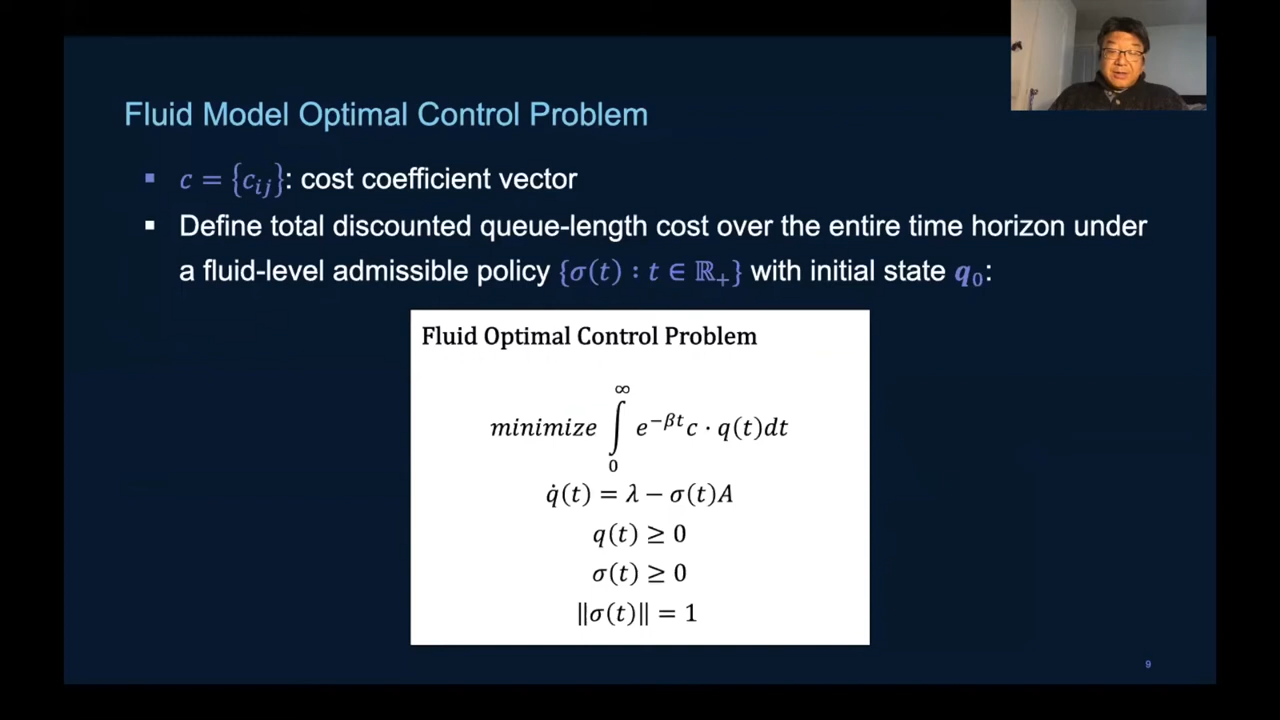 Fluid Model Optimal Control Problem
▪ c = {c_{ij}}: cost coefficient vector
▪ Define total discounted queue-length cost over the entire time horizon under
a fluid-level admissible policy {σ(t) : t ∈ ℝ₊} with initial state q₀:
Fluid Optimal Control Problem
minimize ∫₀^∞ e^{−βt} c · q(t)dt
q̇(t) = λ − σ(t)A
q(t) ≥ 0
σ(t) ≥ 0
‖σ(t)‖ = 1
9